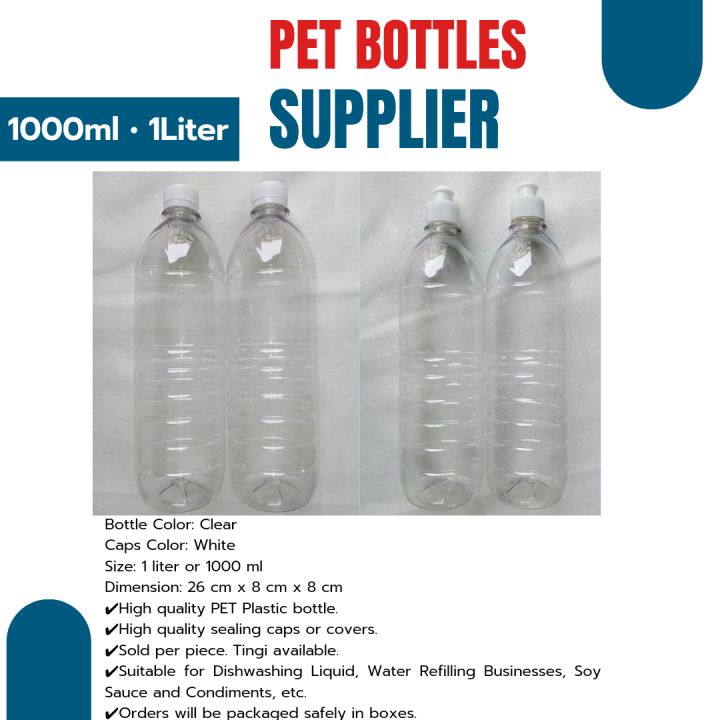 PET BOTTLES
SUPPLIER
1000ml • 1Liter
Bottle Color: Clear
Caps Color: White
Size: 1 liter or 1000 ml
Dimension: 26 cm x 8 cm x 8 cm
✔High quality PET Plastic bottle.
✔High quality sealing caps or covers.
✔Sold per piece. Tingi available.
✔Suitable for Dishwashing Liquid, Water Refilling Businesses, Soy
Sauce and Condiments, etc.
✔Orders will be packaged safely in boxes.